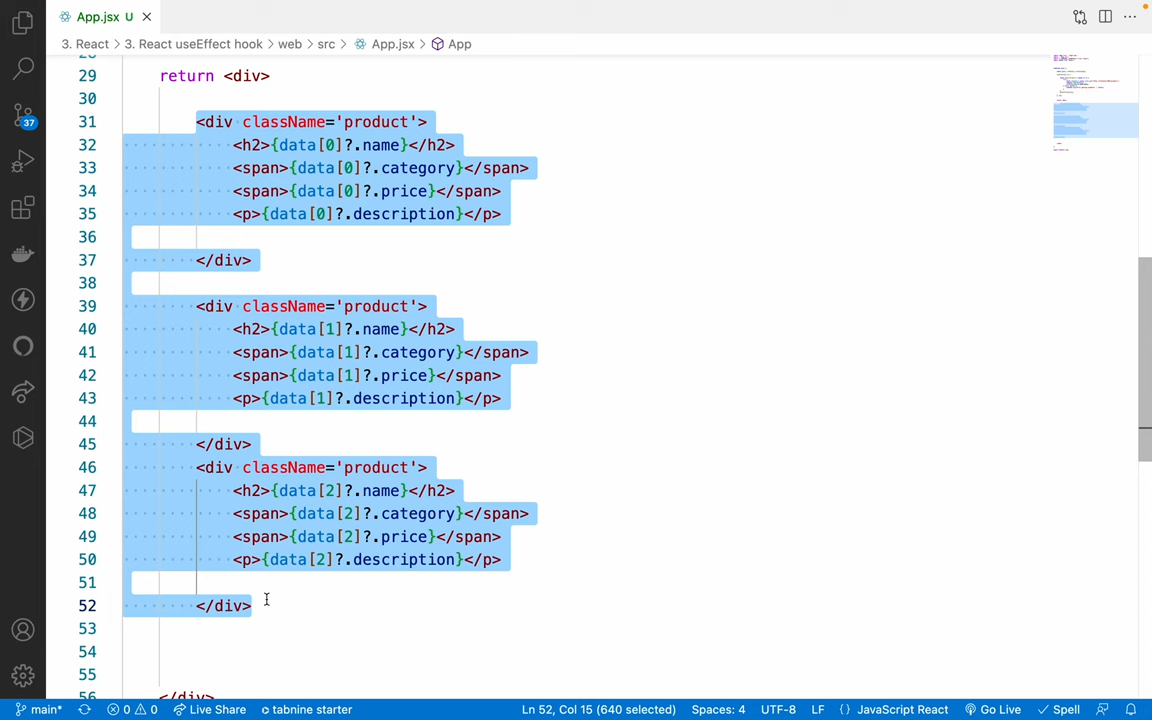 App.jsx U
3. React > 3. React useEffect hook > web > src > App.jsx > App
29 return <div>
30
31 <div className='product'>
32 <h2>{data[0]?.name}</h2>
33 <span>{data[0]?.category}</span>
34 <span>{data[0]?.price}</span>
35 <p>{data[0]?.description}</p>
36
37 </div>
38
39 <div className='product'>
40 <h2>{data[1]?.name}</h2>
41 <span>{data[1]?.category}</span>
42 <span>{data[1]?.price}</span>
43 <p>{data[1]?.description}</p>
44
45 </div>
46 <div className='product'>
47 <h2>{data[2]?.name}</h2>
48 <span>{data[2]?.category}</span>
49 <span>{data[2]?.price}</span>
50 <p>{data[2]?.description}</p>
51
52 </div>
53
54
55
56 </div>
37
main* 0 0 Live Share tabnine starter Ln 52, Col 15 (640 selected) Spaces: 4 UTF-8 LF {} JavaScript React Go Live Spell